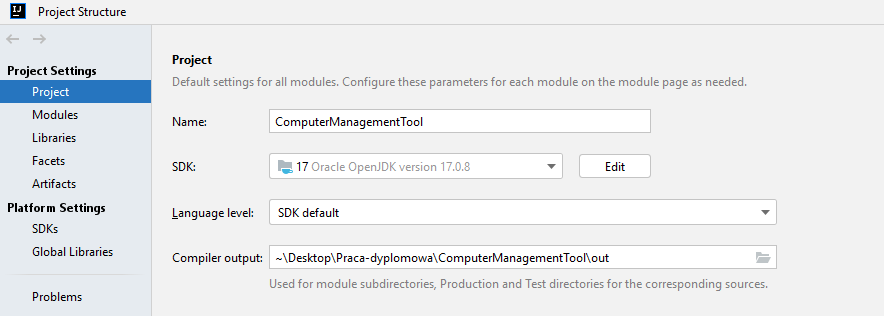 IJ
Project Structure
Project Settings
Project
Modules
Libraries
Facets
Artifacts
Platform Settings
SDKs
Global Libraries
Problems
Project
Default settings for all modules. Configure these parameters for each module on the module page as needed.
Name: ComputerManagementTool
SDK: 17 Oracle OpenJDK version 17.0.8 Edit
Language level: SDK default
Compiler output: ~\Desktop\Praca-dyplomowa\ComputerManagementTool\out
Used for module subdirectories, Production and Test directories for the corresponding sources.